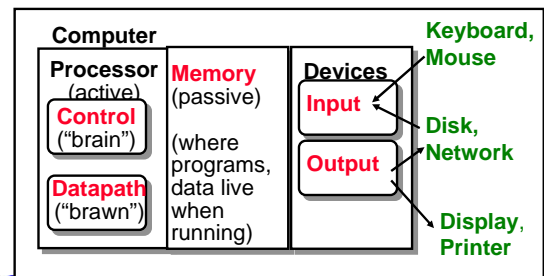 Computer
Processor
(active)
Control
(“brain”)
Datapath
(“brawn”)
Memory
(passive)
(where
programs,
data live
when
running)
Devices
Input
Output
Keyboard,
Mouse
Disk,
Network
Display,
Printer